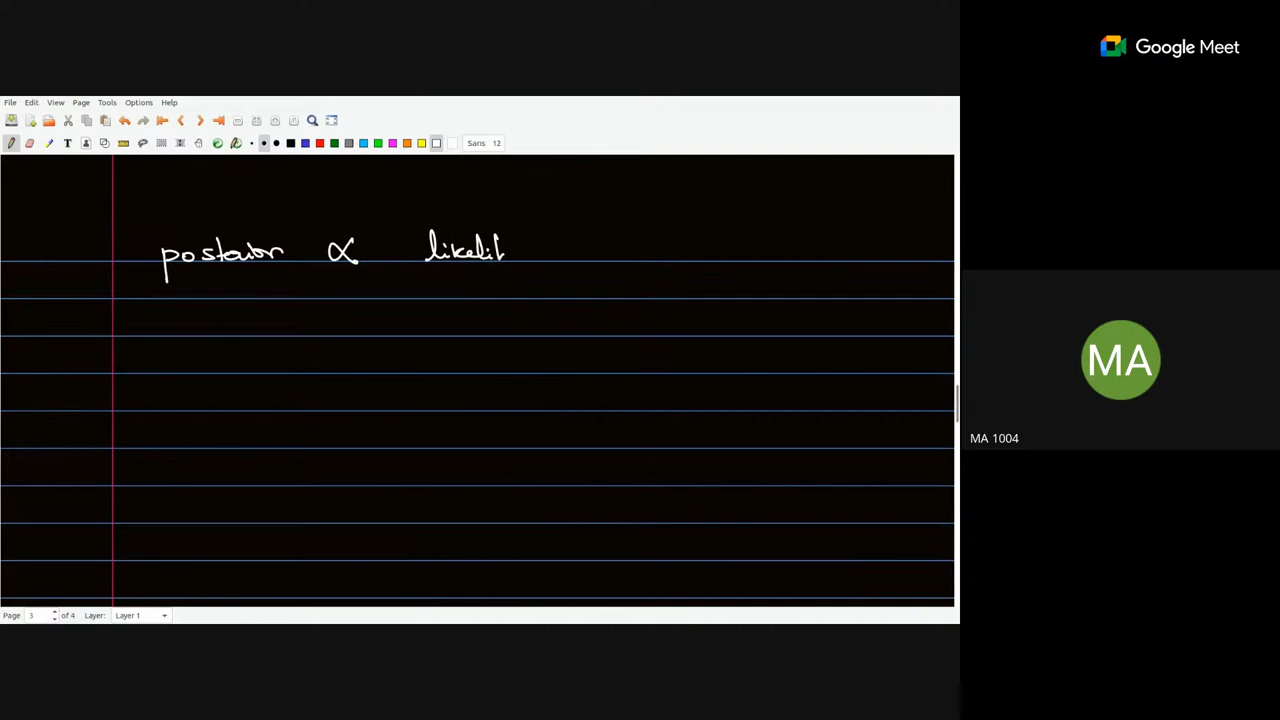 Google Meet
File Edit View Page Tools Options Help
Sans 12
posterior ∝ likelih
MA
MA 1004
Page 3 of 4 Layer: Layer 1